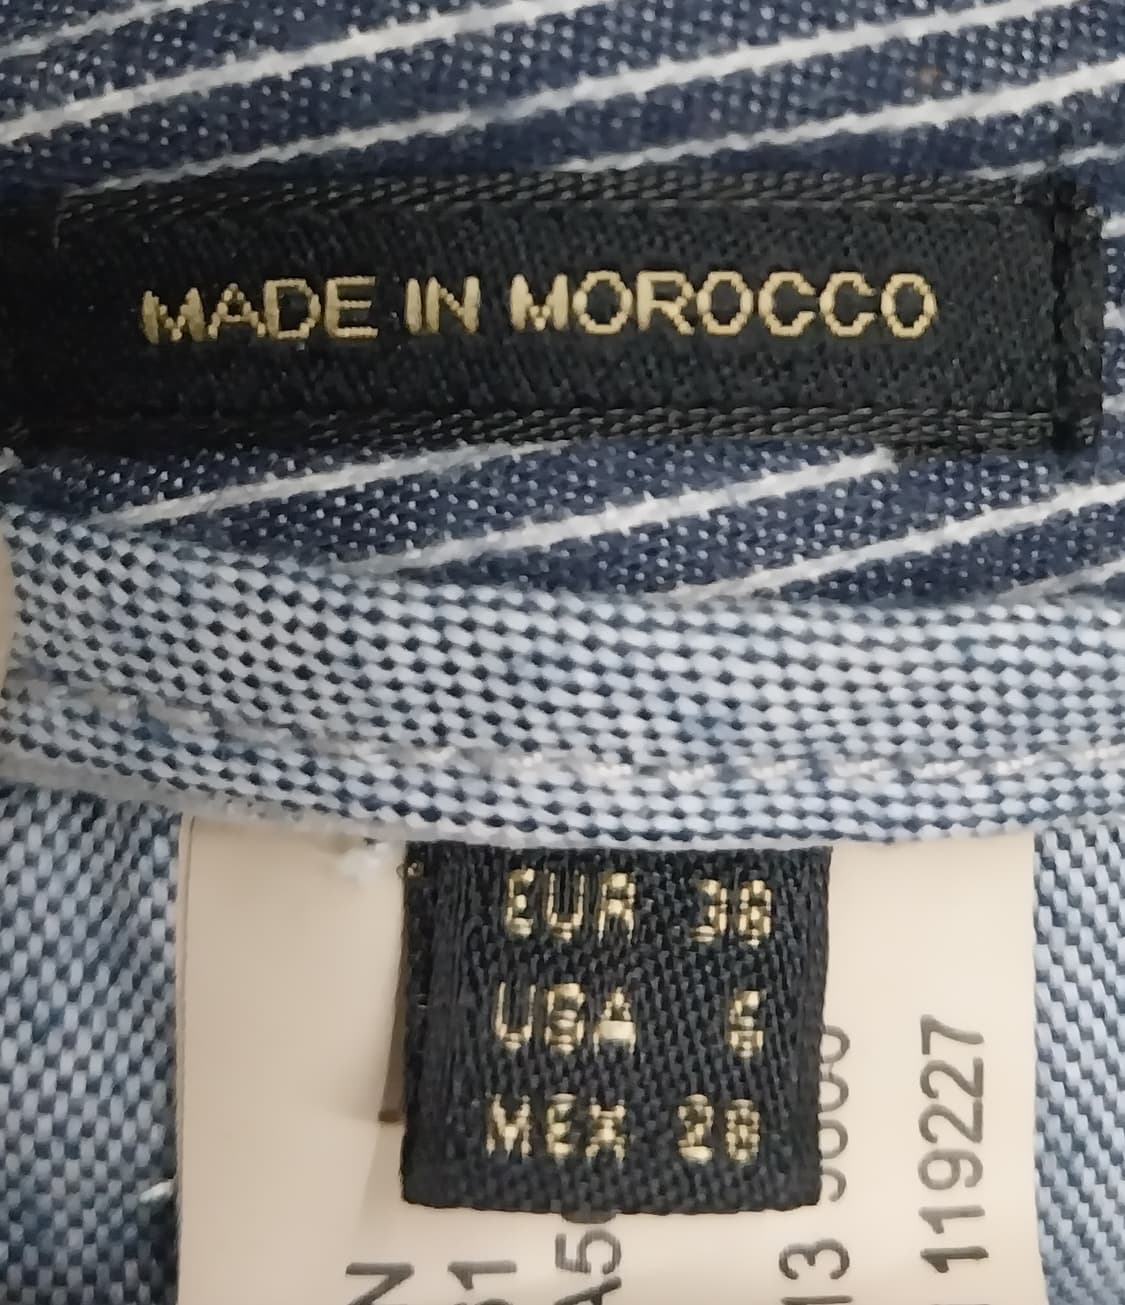 MADE IN MOROCCO
EUR 38
USA 6
MEX 28
119227